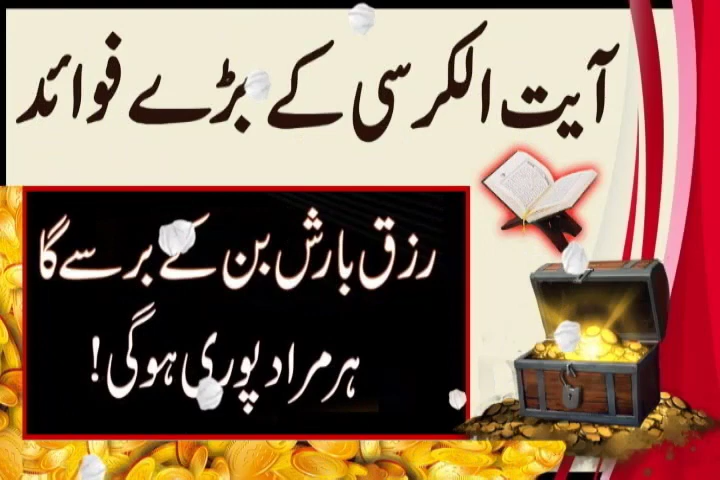 آیت الکرسی کے بڑے فوائد
رزق بارش بن کے برسے گا
ہر مراد پوری ہوگی!